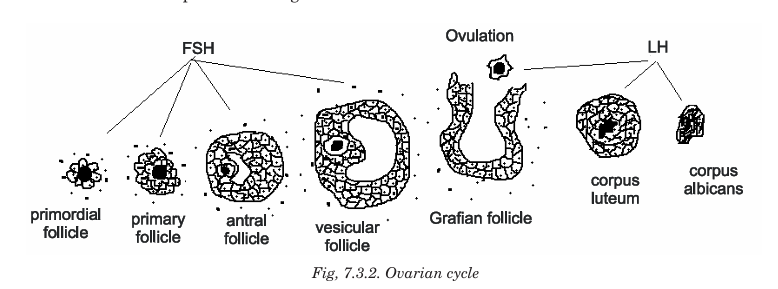 Ovulation
FSH
LH
primordial
follicle
primary
follicle
antral
follicle
vesicular
follicle
Grafian follicle
corpus
luteum
corpus
albicans
Fig, 7.3.2. Ovarian cycle